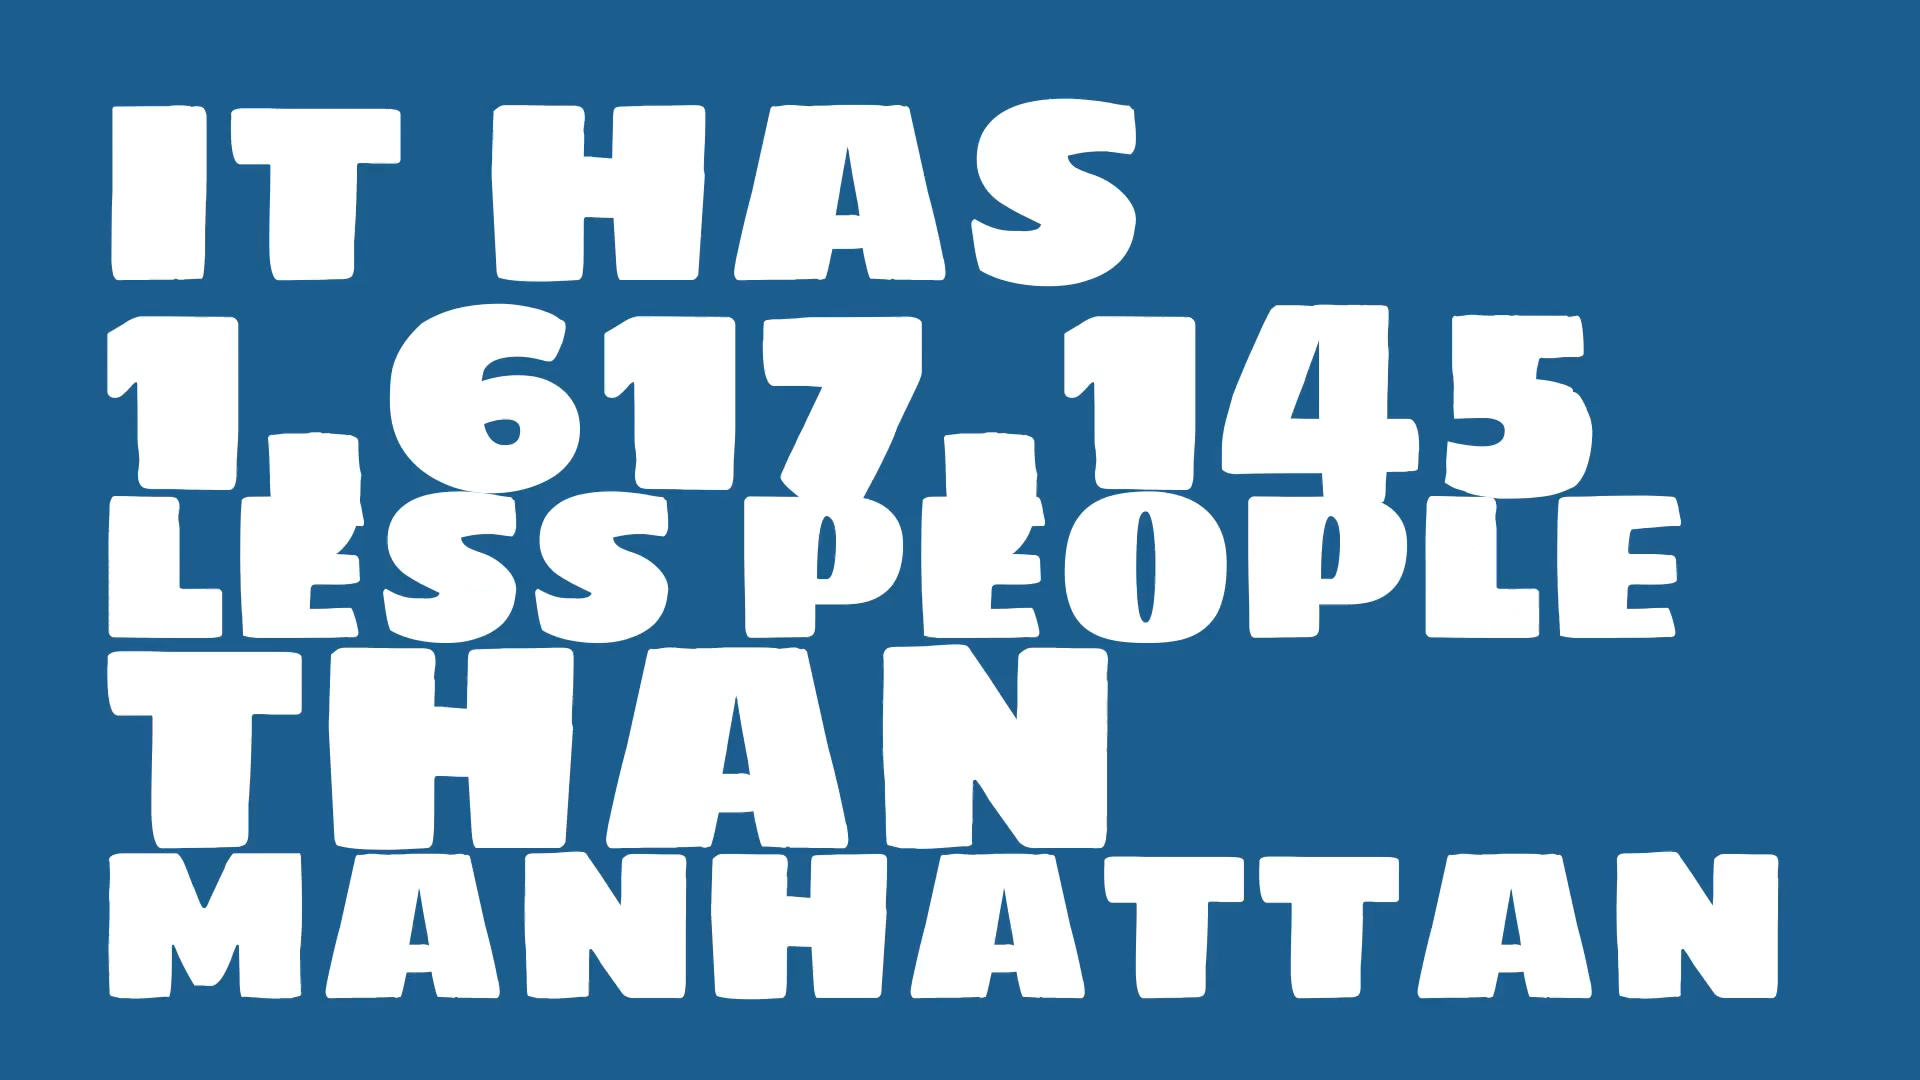 IT HAS
1,617,145
LESS PEOPLE
THAN
MANHATTAN